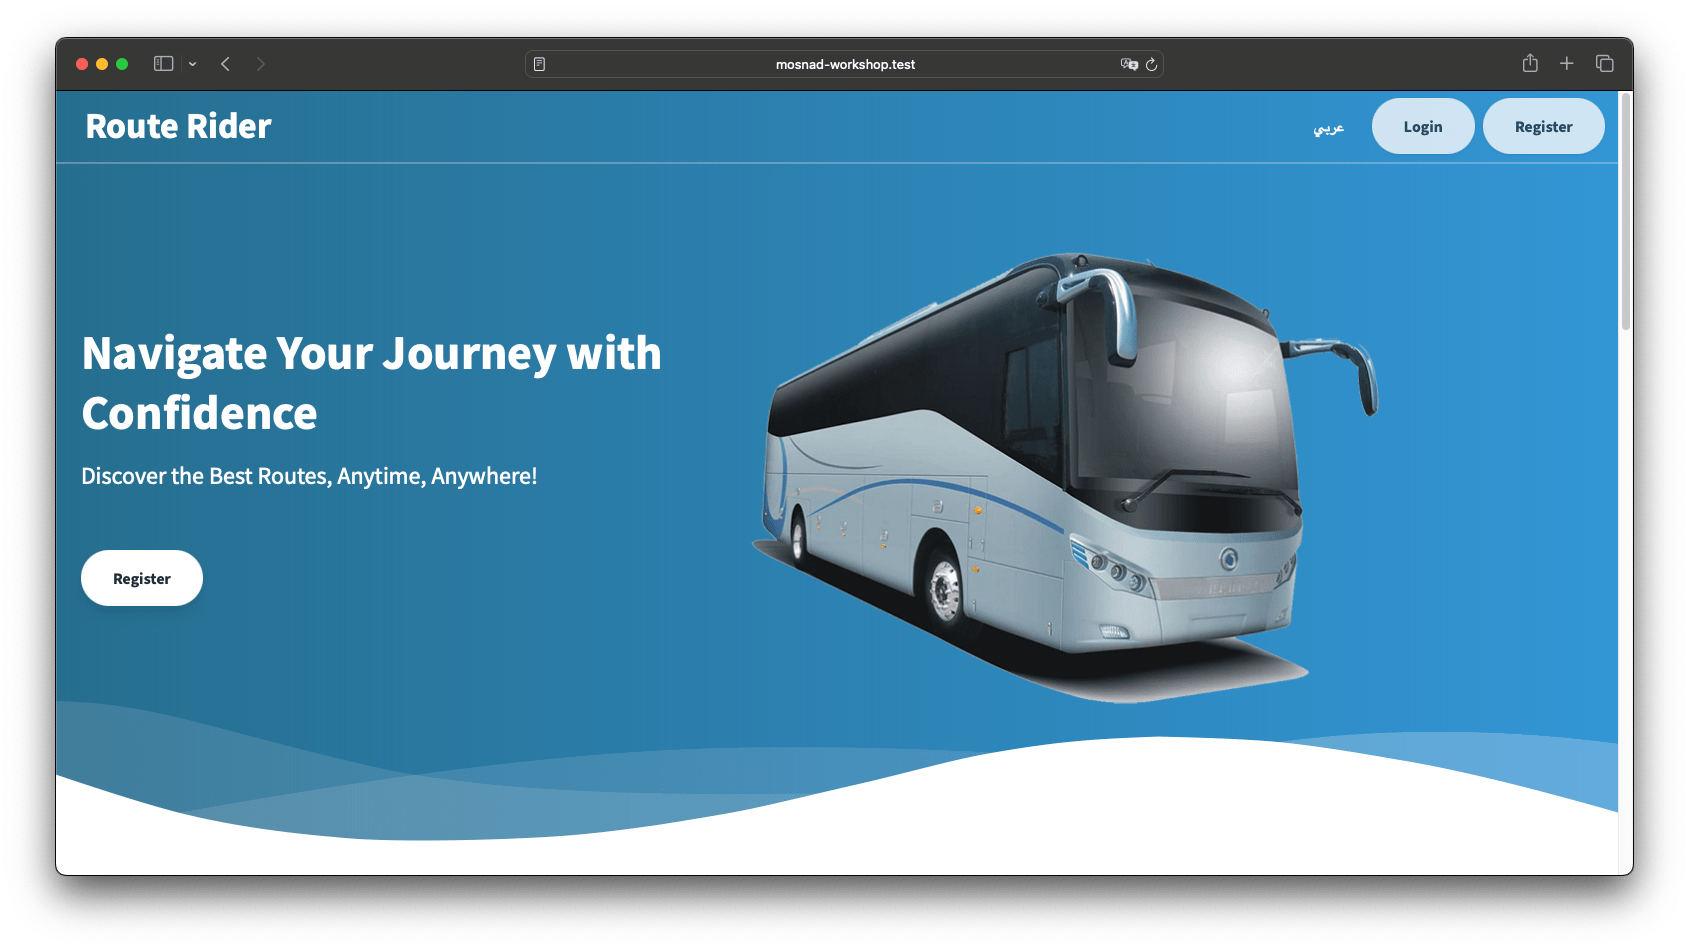 mosnad-workshop.test
Route Rider
عربي
Login
Register
Navigate Your Journey with
Confidence
Discover the Best Routes, Anytime, Anywhere!
Register